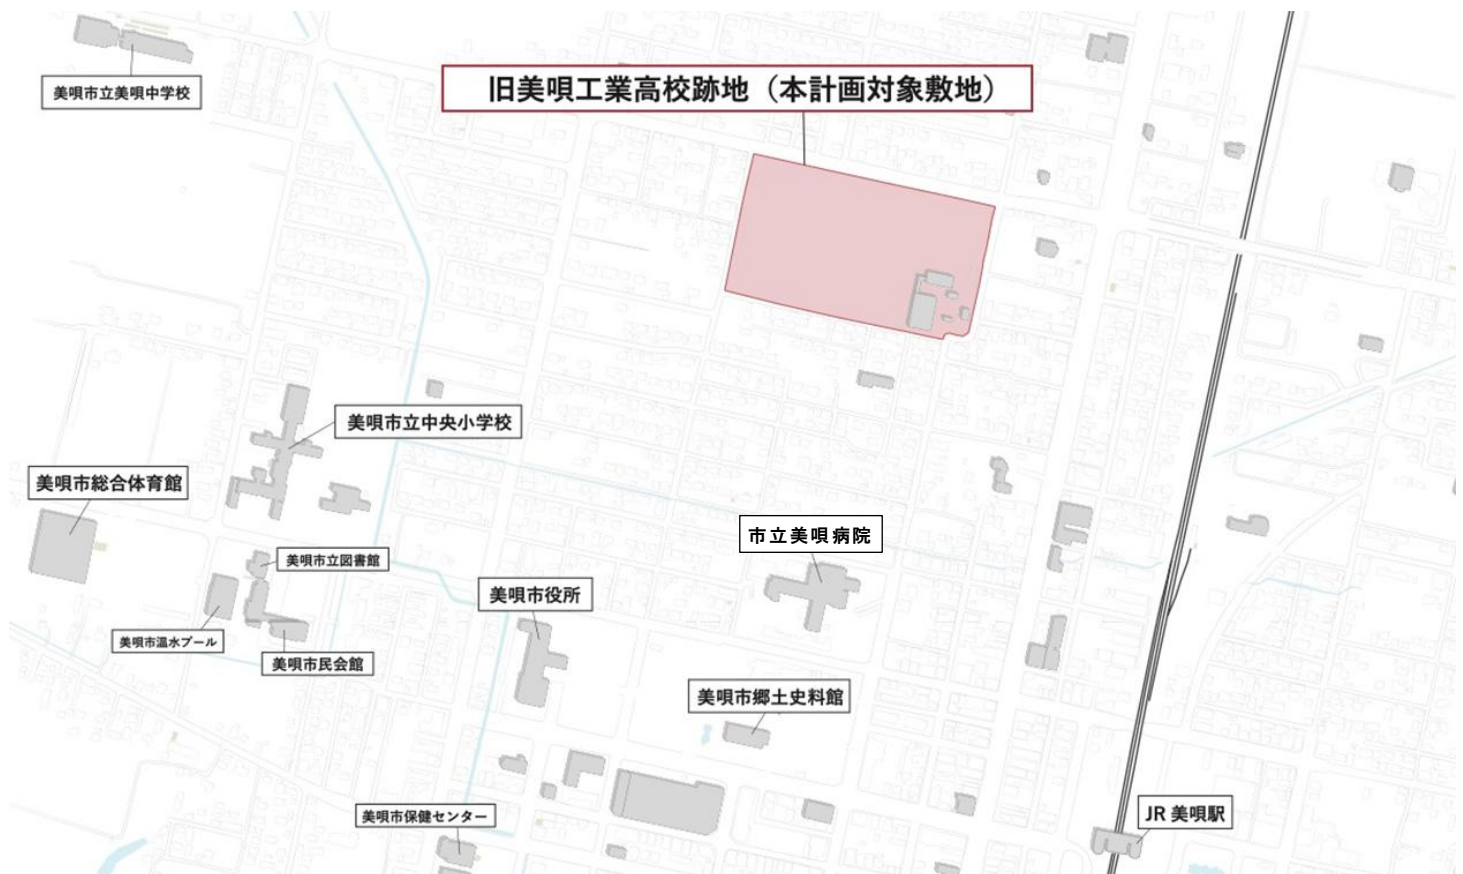 旧美唄工業高校跡地（本計画対象敷地）
美唄市立美唄中学校
美唄市立中央小学校
美唄市総合体育館
市立美唄病院
美唄市立図書館
美唄市役所
美唄市温水プール
美唄市民会館
美唄市郷土史料館
美唄市保健センター
JR 美唄駅